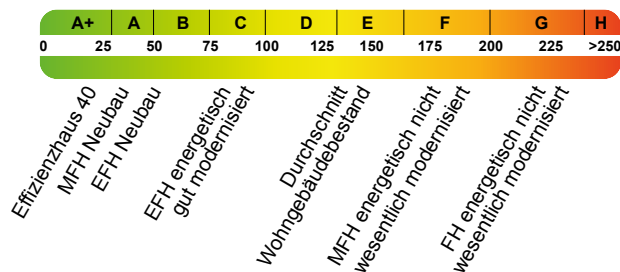 A+ A B C D E F G H
0 25 50 75 100 125 150 175 200 225 >250
Effizienzhaus 40
MFH Neubau
EFH Neubau
EFH energetisch
gut modernisiert
Durchschnitt
Wohngebäudebestand
MFH energetisch nicht
wesentlich modernisiert
FH energetisch nicht
wesentlich modernisiert